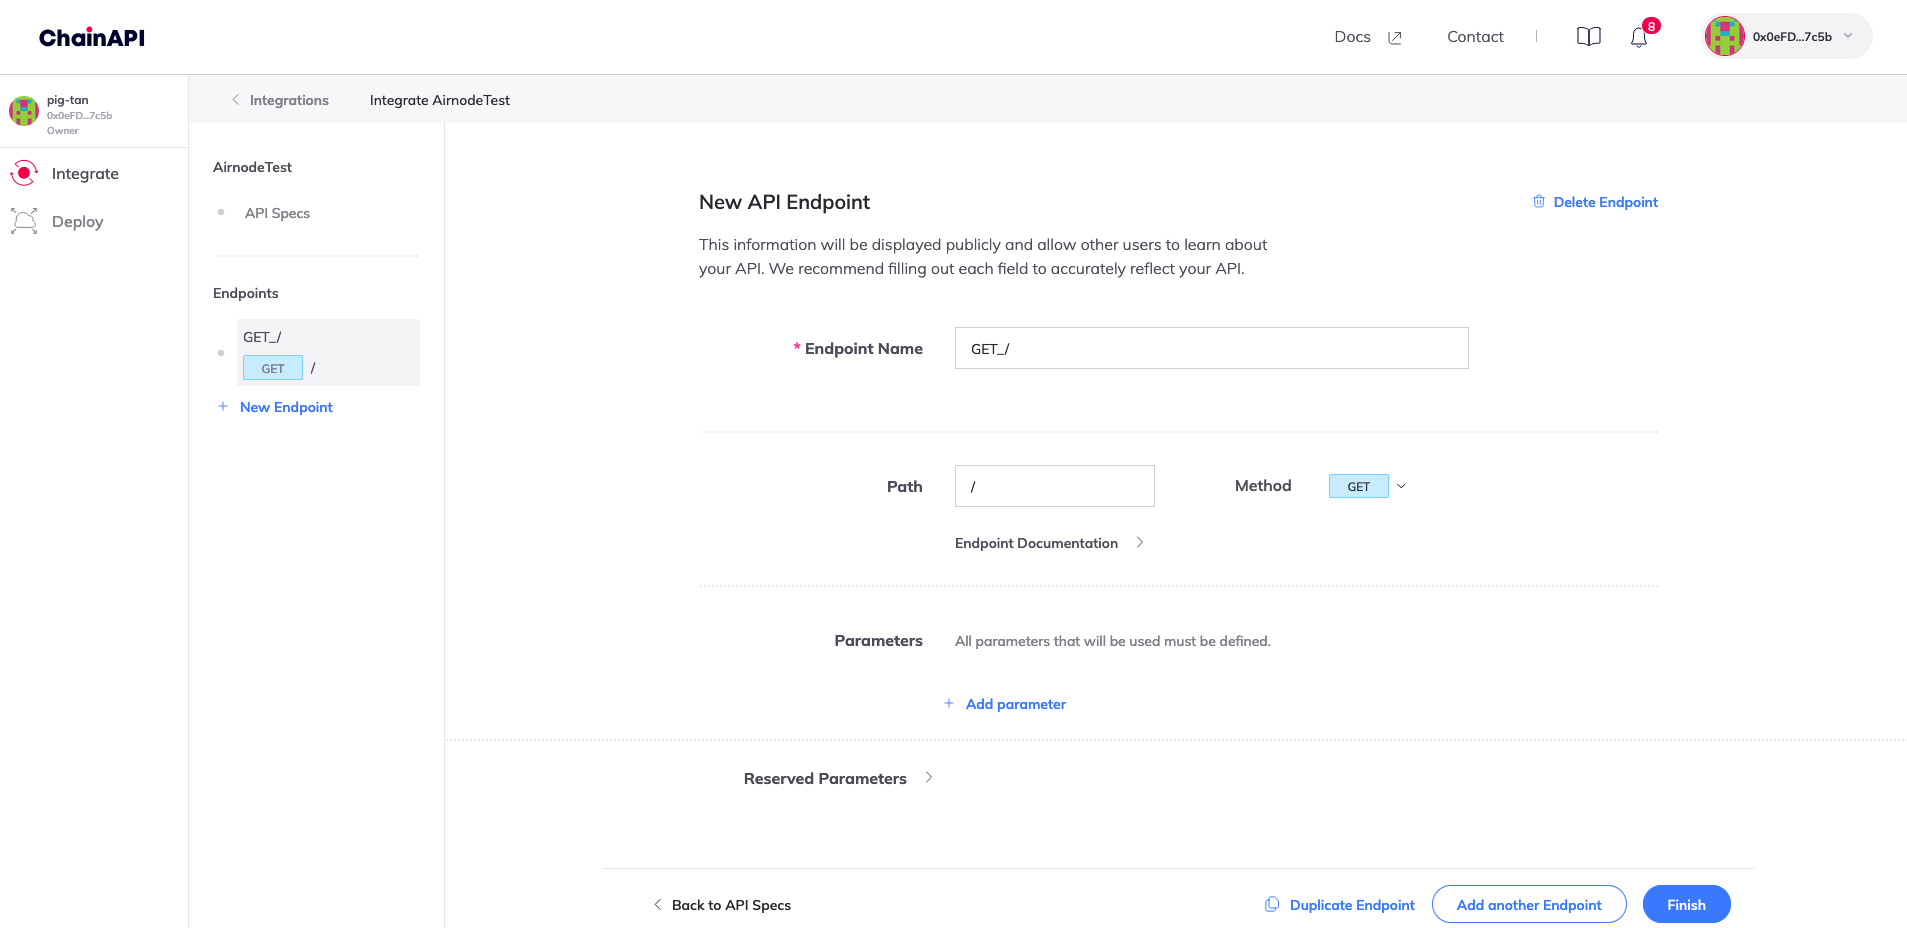 ChainAPI
Docs
Contact
8
0x0eFD...7c5b
pig-tan
0x0eFD...7c5b
Owner
Integrate
Deploy
Integrations
Integrate AirnodeTest
AirnodeTest
API Specs
Endpoints
GET_/
GET /
New Endpoint
New API Endpoint
Delete Endpoint
This information will be displayed publicly and allow other users to learn about
your API. We recommend filling out each field to accurately reflect your API.
* Endpoint Name
GET_/
Path
/
Method
GET
Endpoint Documentation
Parameters
All parameters that will be used must be defined.
Add parameter
Reserved Parameters
Back to API Specs
Duplicate Endpoint
Add another Endpoint
Finish